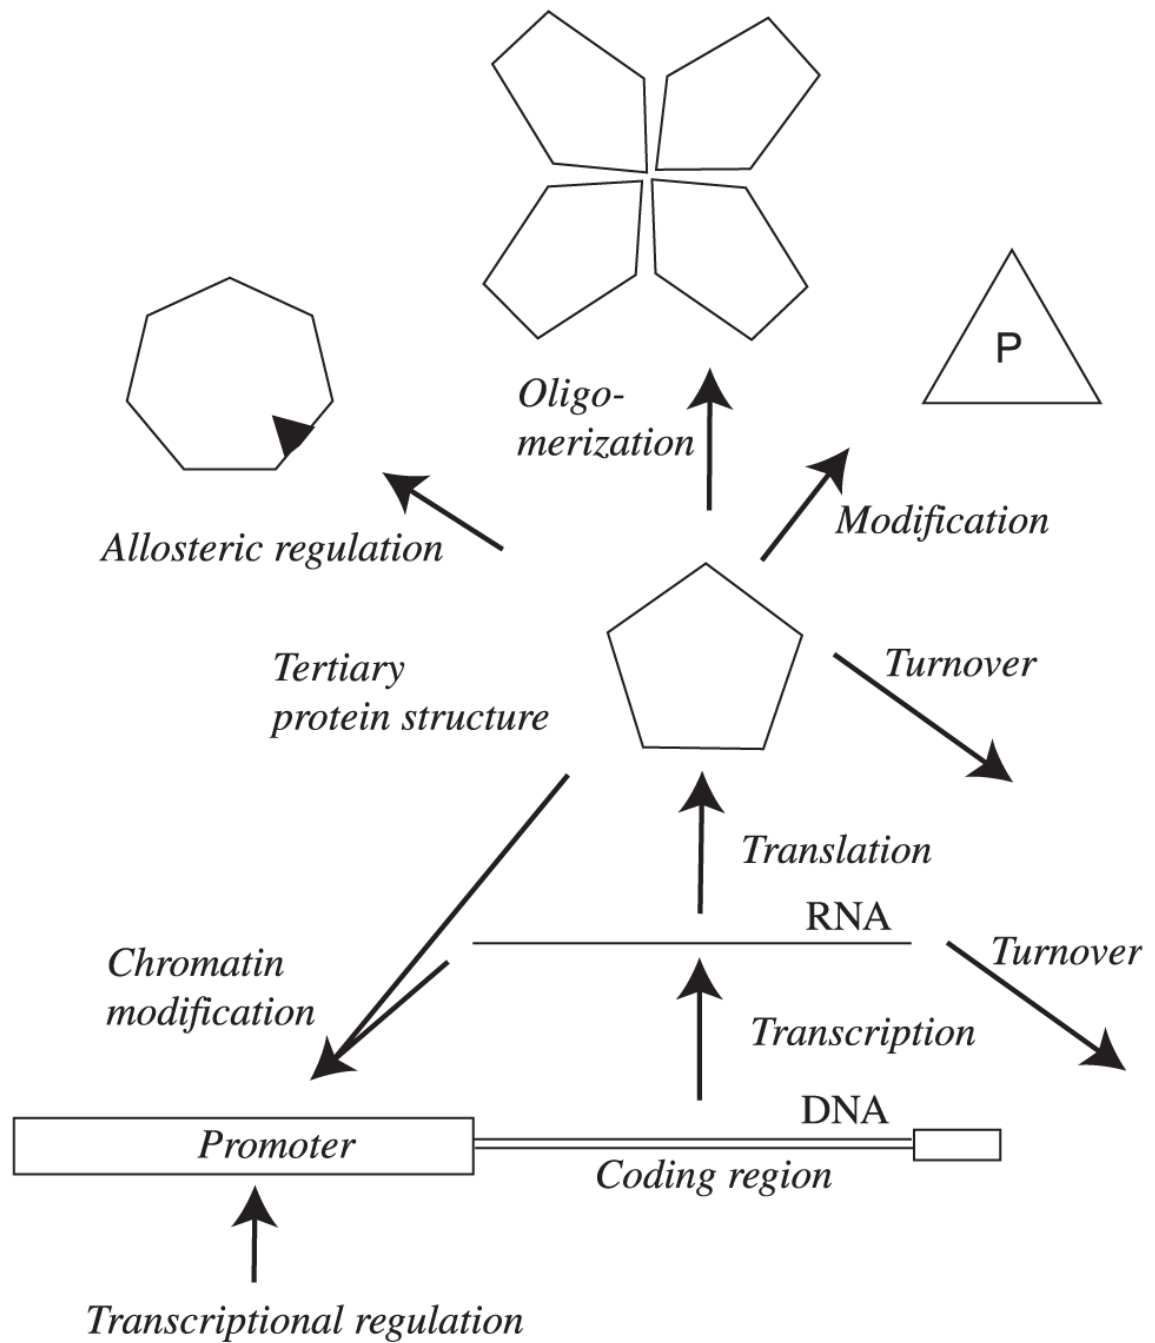 P
Oligo-
merization
Modification
Allosteric regulation
Tertiary
protein structure
Turnover
Translation
RNA
Turnover
Chromatin
modification
Transcription
DNA
Promoter
Coding region
Transcriptional regulation